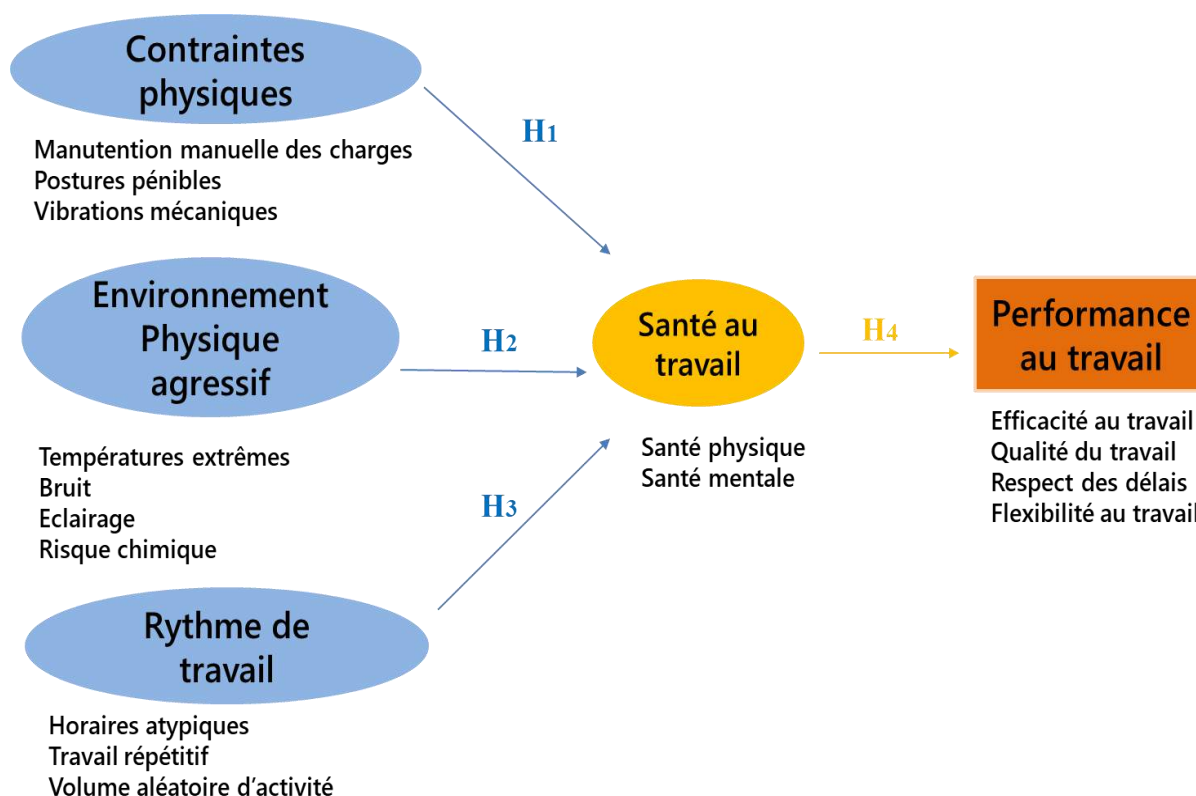 Contraintes
physiques
Manutention manuelle des charges
Postures pénibles
Vibrations mécaniques
H1
Environnement
Physique
agressif
Températures extrêmes
Bruit
Eclairage
Risque chimique
H2
Rythme de
travail
Horaires atypiques
Travail répétitif
Volume aléatoire d’activité
H3
Santé au
travail
Santé physique
Santé mentale
H4
Performance
au travail
Efficacité au travail
Qualité du travail
Respect des délais
Flexibilité au travail